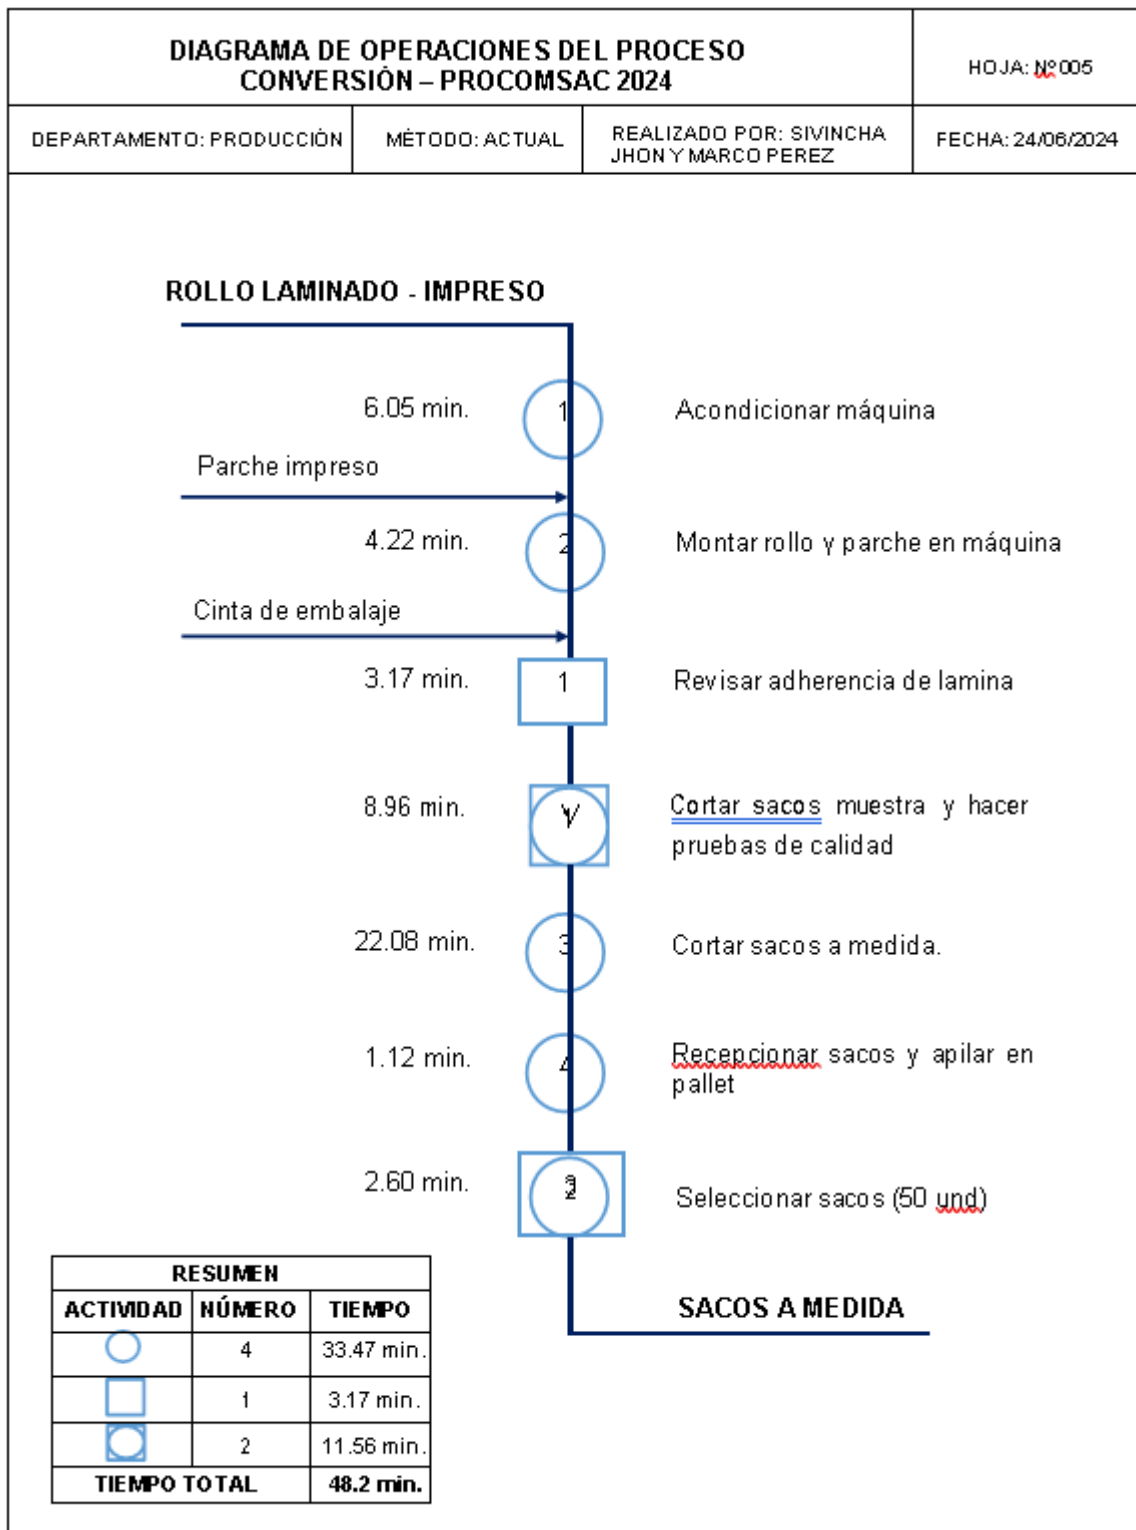 DIAGRAMA DE OPERACIONES DEL PROCESO
CONVERSIÓN – PROCOMSAC 2024
HOJA: Nº005
DEPARTAMENTO: PRODUCCIÓN
MÉTODO: ACTUAL
REALIZADO POR: SIVINCHA
JHON Y MARCO PEREZ
FECHA: 24/06/2024
ROLLO LAMINADO - IMPRESO
6.05 min.
1
Acondicionar máquina
Parche impreso
4.22 min.
2
Montar rollo y parche en máquina
Cinta de embalaje
3.17 min.
1
Revisar adherencia de lamina
8.96 min.
Cortar sacos muestra y hacer
pruebas de calidad
22.08 min.
3
Cortar sacos a medida.
1.12 min.
4
Recepcionar sacos y apilar en
pallet
2.60 min.
Seleccionar sacos (50 und)
SACOS A MEDIDA
RESUMEN
ACTIVIDAD NÚMERO TIEMPO
4 33.47 min.
1 3.17 min.
2 11.56 min.
TIEMPO TOTAL 48.2 min.